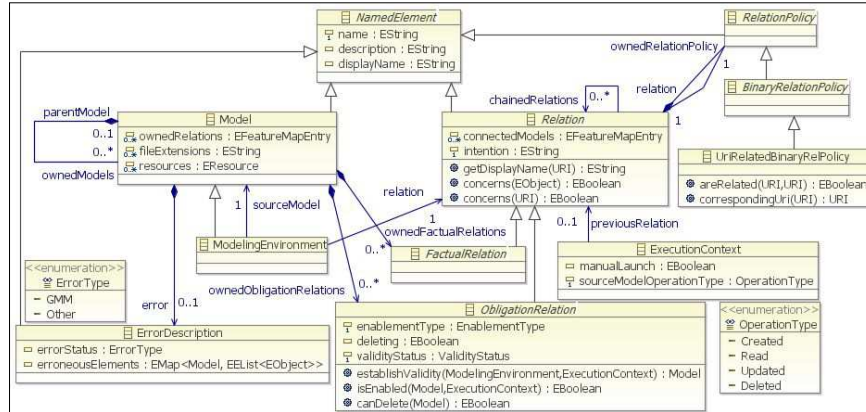 NamedElement
name : EString
description : EString
displayName : EString
RelationPolicy
ownedRelationPolicy
1
relation
1
BinaryRelationPolicy
UriRelatedBinaryRelPolicy
areRelated(URI,URI) : EBoolean
correspondingUri(URI) : URI
parentModel
0..1
0..*
ownedModels
Model
ownedRelations : EFeatureMapEntry
fileExtensions : EString
resources : EResource
chainedRelations
0..*
Relation
connectedModels : EFeatureMapEntry
intention : EString
getDisplayName(URI) : EString
concerns(EObject) : EBoolean
concerns(URI) : EBoolean
1
sourceModel
relation
1
ownedFactualRelations
0..*
ModelingEnvironment
FactualRelation
0..1
previousRelation
ExecutionContext
manualLaunch : EBoolean
sourceModelOperationType : OperationType
<<enumeration>>
ErrorType
GMM
Other
error
0..1
ownedObligationRelations
0..*
ErrorDescription
errorStatus : ErrorType
erroneousElements : EMap<Model, EEList<EObject>>
ObligationRelation
enablementType : EnablementType
deleting : EBoolean
validityStatus : ValidityStatus
establishValidity(ModelingEnvironment,ExecutionContext) : Model
isEnabled(Model,ExecutionContext) : EBoolean
canDelete(Model) : EBoolean
<<enumeration>>
OperationType
Created
Read
Updated
Deleted